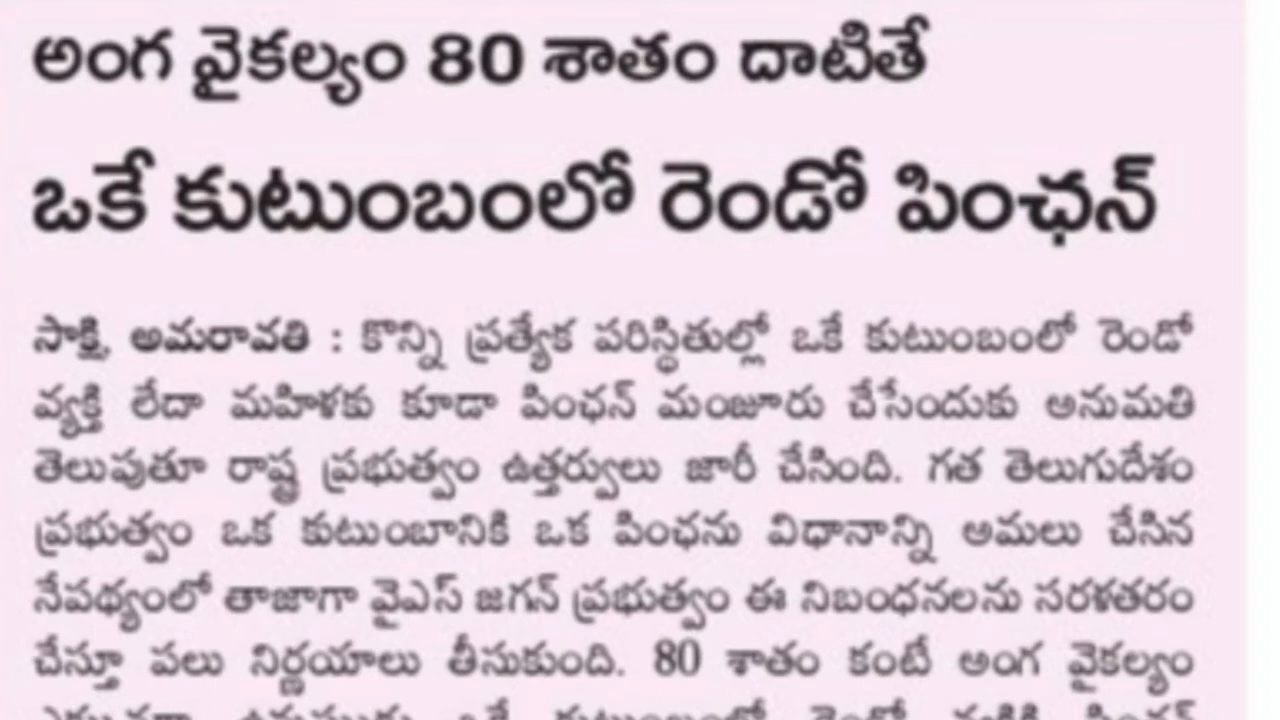 అంగ వైకల్యం 80 శాతం దాటితే
ఒకే కుటుంబంలో రెండో పింఛన్
సాక్షి, అమరావతి : కొన్ని ప్రత్యేక పరిస్థితుల్లో ఒకే కుటుంబంలో రెండో
వ్యక్తి లేదా మహిళకు కూడా పింఛన్ మంజూరు చేసేందుకు అనుమతి
తెలుపుతూ రాష్ట్ర ప్రభుత్వం ఉత్తర్వులు జారీ చేసింది. గత తెలుగుదేశం
ప్రభుత్వం ఒక కుటుంబానికి ఒక పింఛను విధానాన్ని అమలు చేసిన
నేపథ్యంలో తాజాగా వైఎస్ జగన్ ప్రభుత్వం ఈ నిబంధనలను సరళతరం
చేస్తూ పలు నిర్ణయాలు తీసుకుంది. 80 శాతం కంటే అంగ వైకల్యం